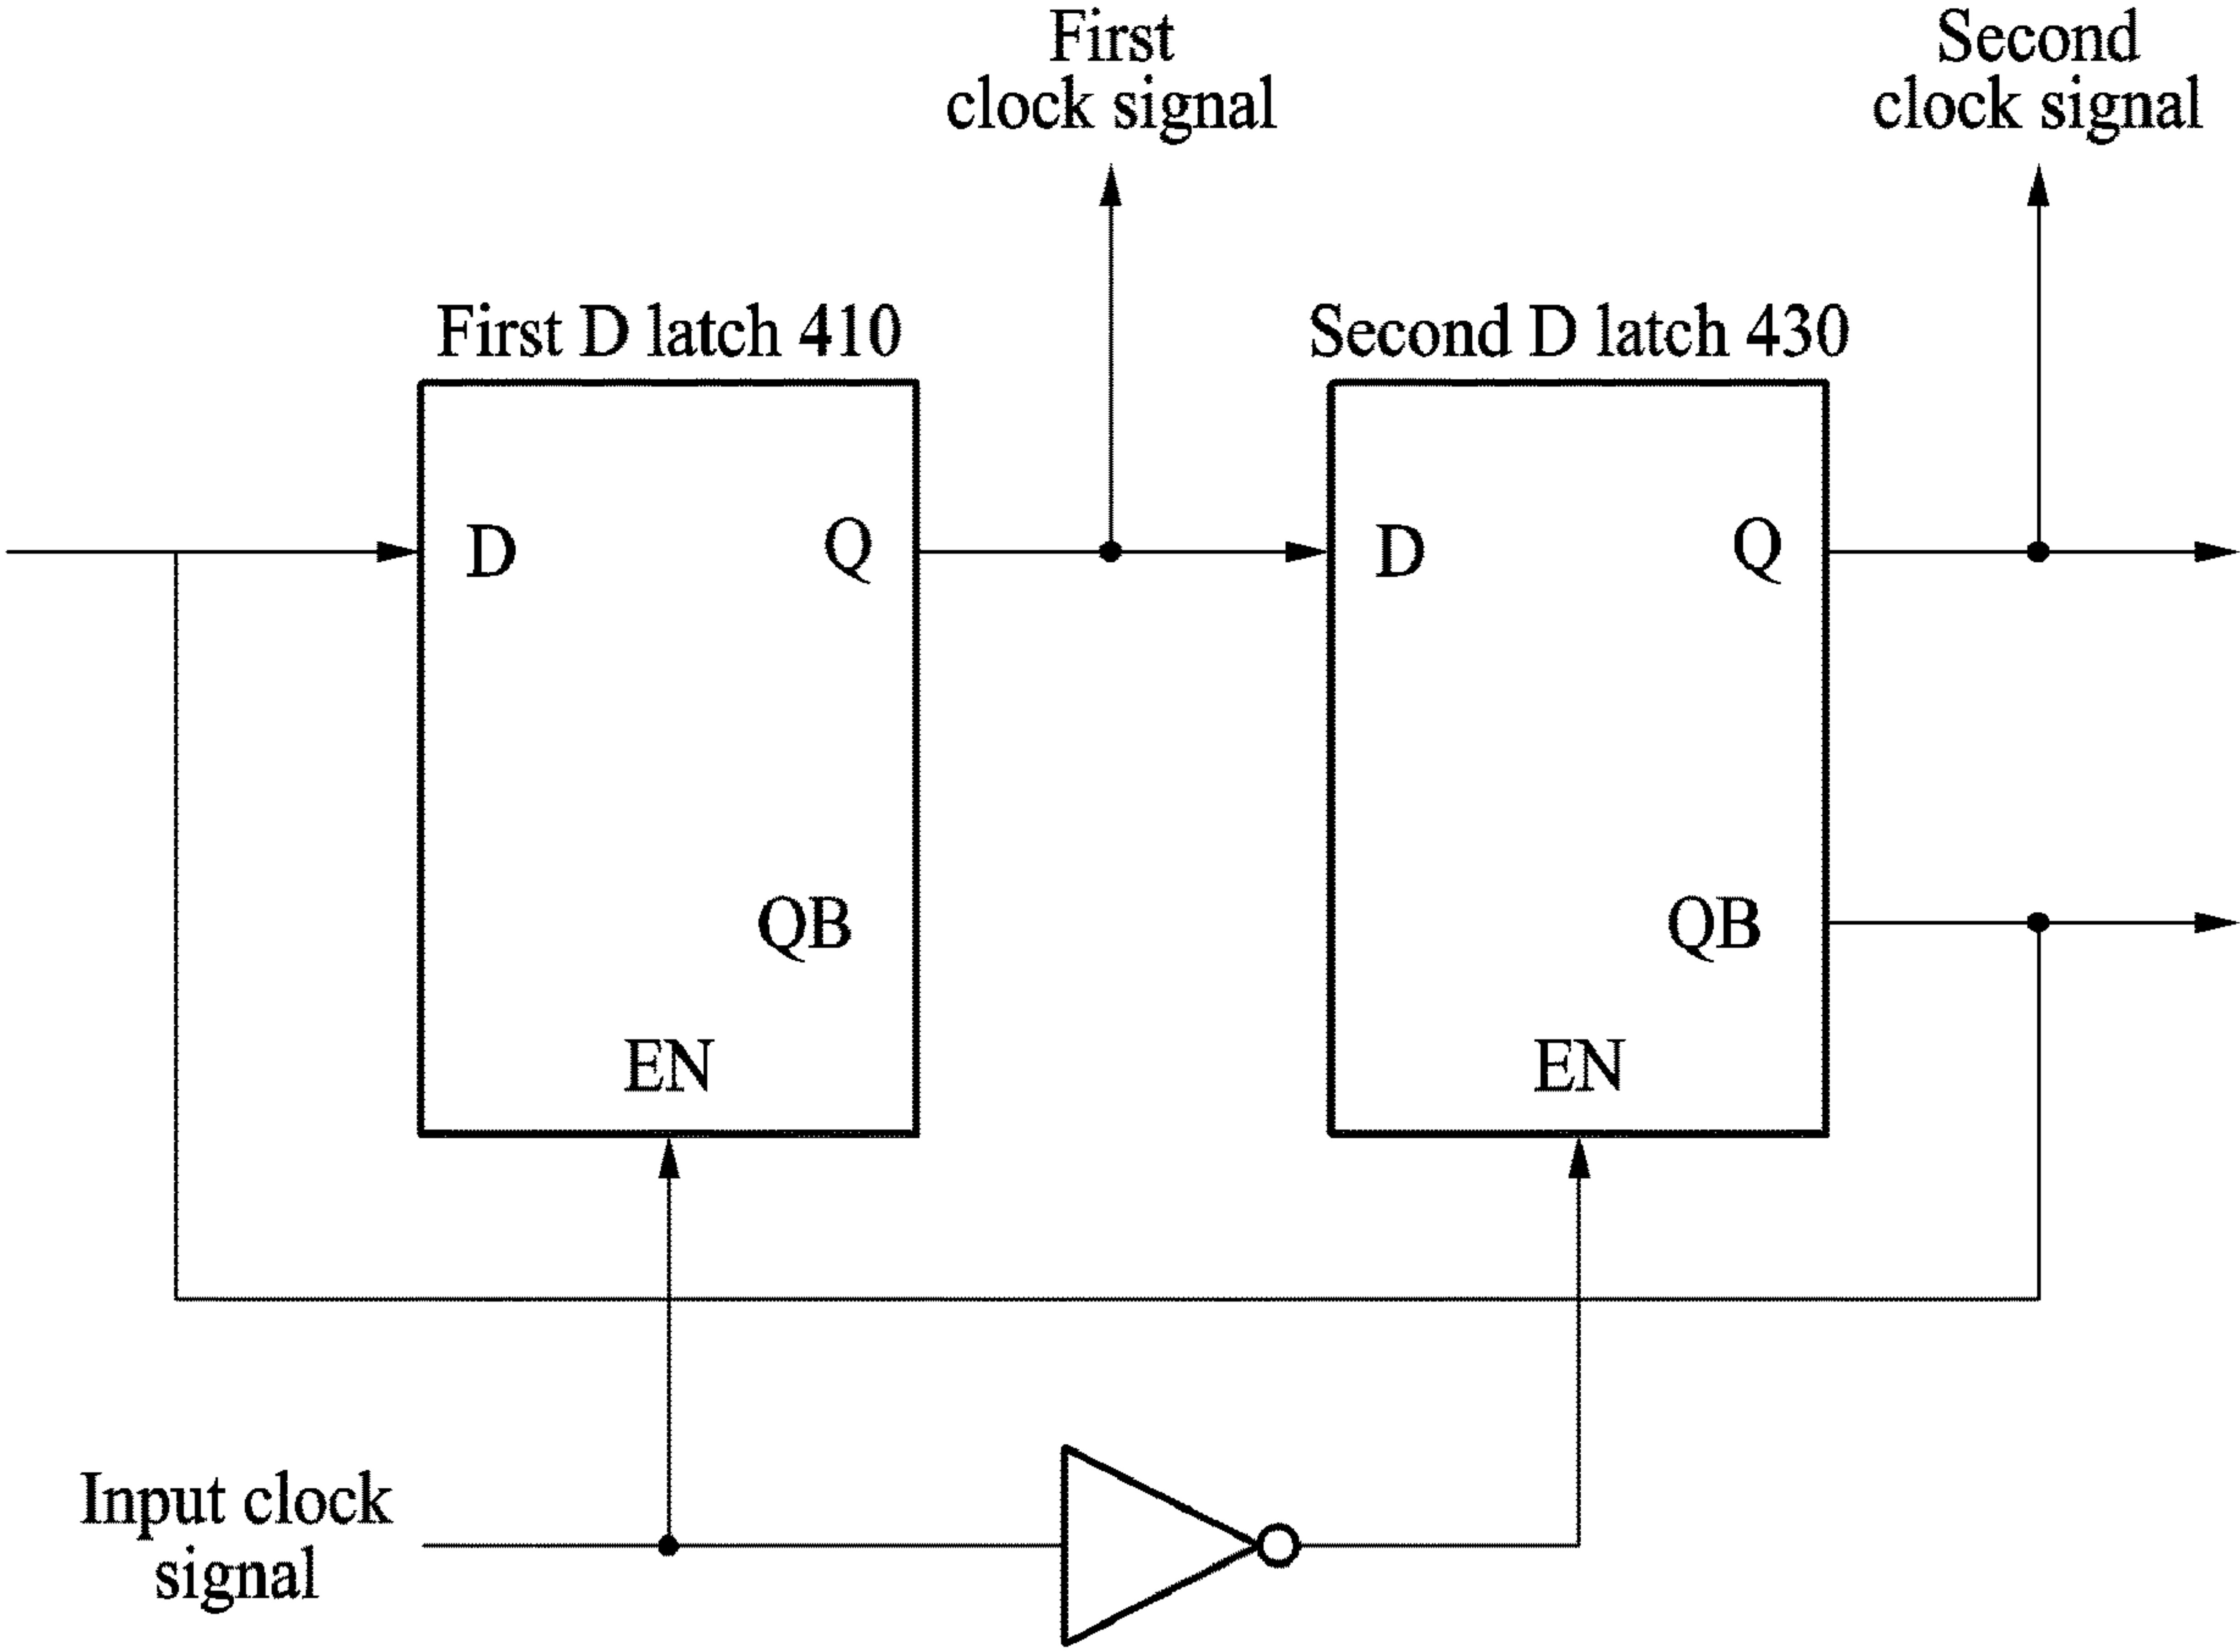 First
clock signal
Second
clock signal
First D latch 410
Second D latch 430
D
Q
D
Q
QB
QB
EN
EN
Input clock
signal